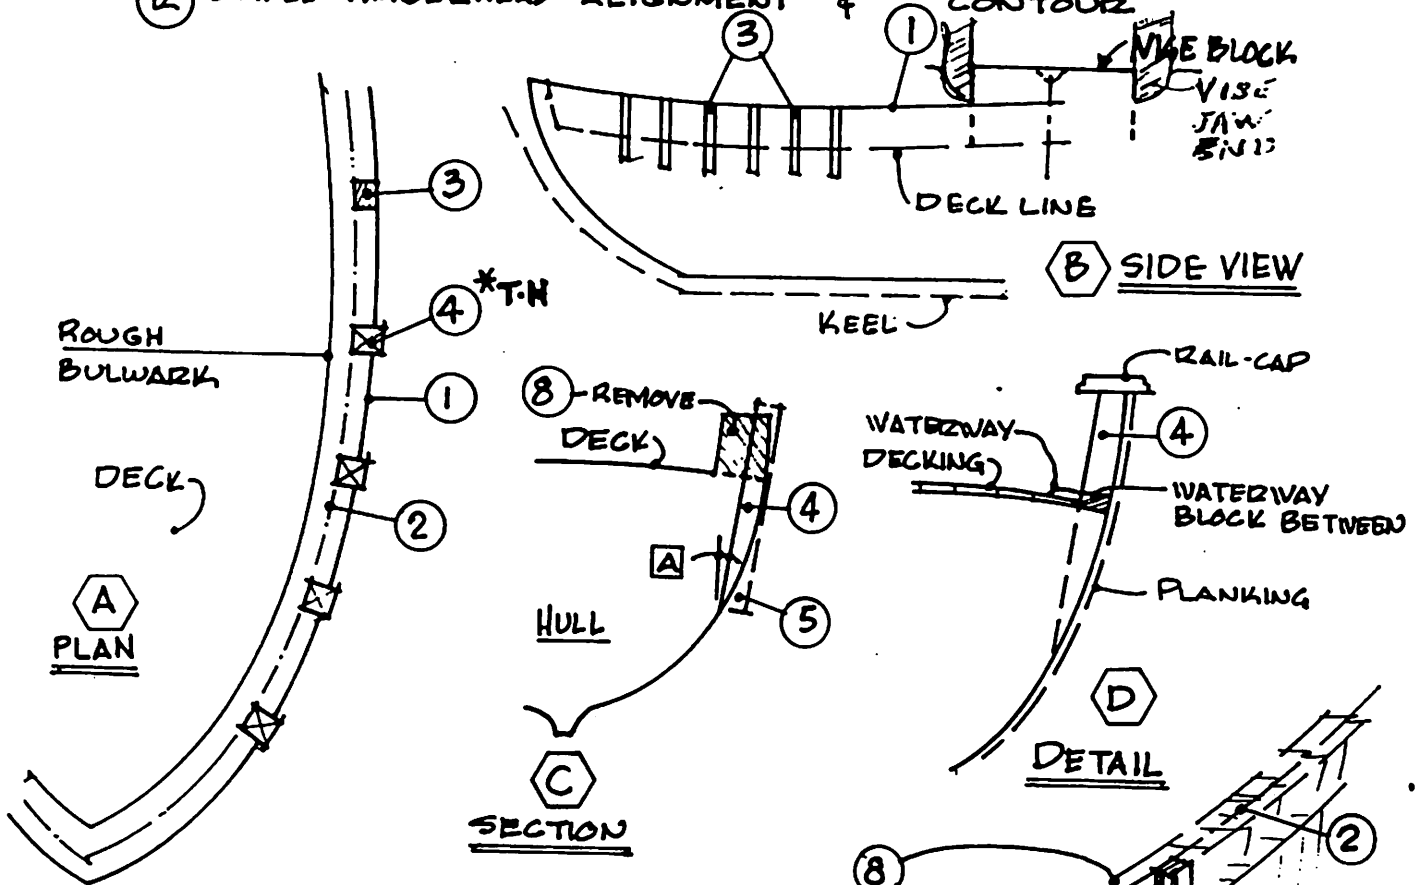 ALIGNMENT & CONTOUR
3
1
BLOCK
VISE
JAW
DECK LINE
B SIDE VIEW
KEEL
3
4 *T-N
ROUGH
BULWARK
1
DECK
2
A
PLAN
8 REMOVE
DECK
4
A
5
HULL
C
SECTION
RAIL-CAP
WATERWAY
DECKING
4
WATERWAY
BLOCK BETWEEN
PLANKING
D
DETAIL
2
8